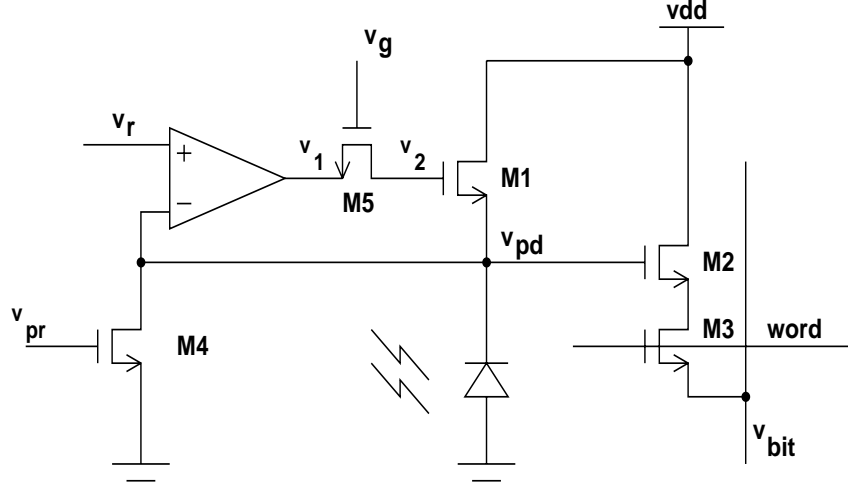 vdd
v_g
v_r
+
−
v_1
v_2
M5
M1
v_pd
M2
v_pr
M4
M3
word
v_bit